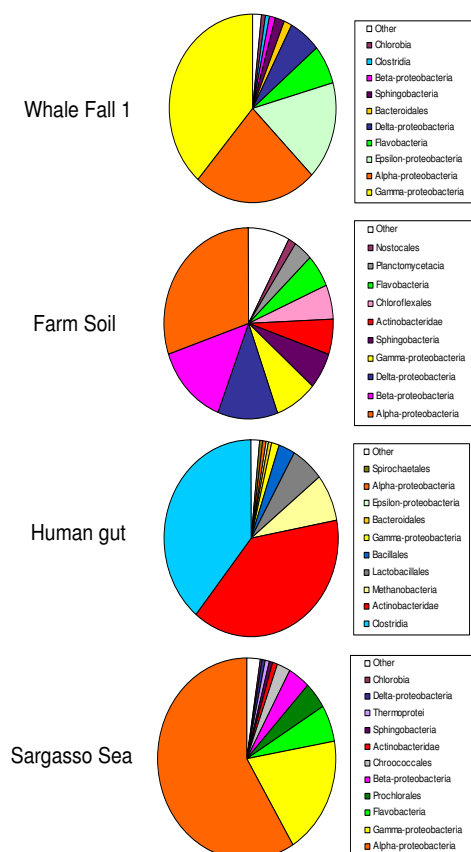 Whale Fall 1
Other
Chlorobia
Clostridia
Beta-proteobacteria
Sphingobacteria
Bacteroidales
Delta-proteobacteria
Flavobacteria
Epsilon-proteobacteria
Alpha-proteobacteria
Gamma-proteobacteria
Farm Soil
Other
Nostocales
Planctomycetacia
Flavobacteria
Chloroflexales
Actinobacteridae
Sphingobacteria
Gamma-proteobacteria
Delta-proteobacteria
Beta-proteobacteria
Alpha-proteobacteria
Human gut
Other
Spirochaetales
Alpha-proteobacteria
Epsilon-proteobacteria
Bacteroidales
Gamma-proteobacteria
Bacillales
Lactobacillales
Methanobacteria
Actinobacteridae
Clostridia
Sargasso Sea
Other
Chlorobia
Delta-proteobacteria
Thermoprotei
Sphingobacteria
Actinobacteridae
Chroococcales
Beta-proteobacteria
Prochlorales
Flavobacteria
Gamma-proteobacteria
Alpha-proteobacteria